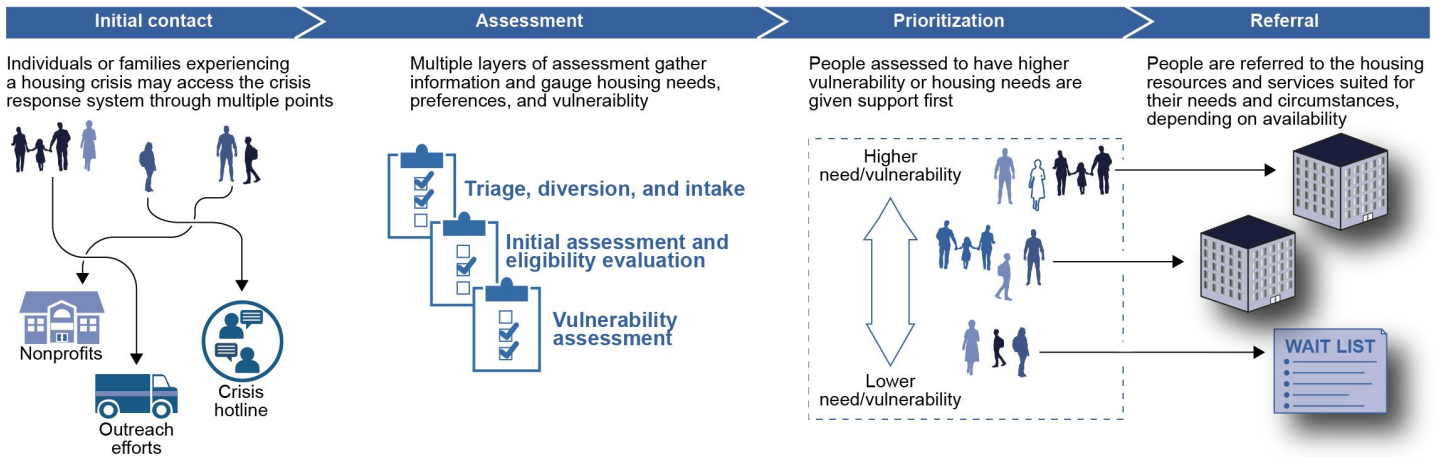 Initial contact
Assessment
Prioritization
Referral
Individuals or families experiencing
a housing crisis may access the crisis
response system through multiple points
Nonprofits
Outreach
efforts
Crisis
hotline
Multiple layers of assessment gather
information and gauge housing needs,
preferences, and vulneraiblity
Triage, diversion, and intake
Initial assessment and
eligibility evaluation
Vulnerability
assessment
People assessed to have higher
vulnerability or housing needs are
given support first
Higher
need/vulnerability
Lower
need/vulnerability
People are referred to the housing
resources and services suited for
their needs and circumstances,
depending on availability
WAIT LIST